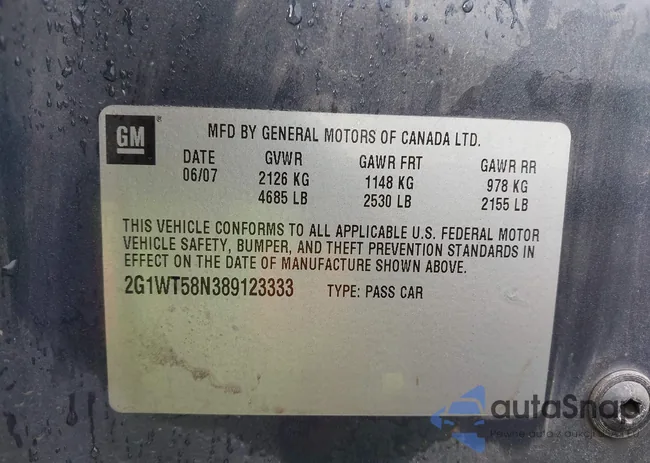 GM
®
MFD BY GENERAL MOTORS OF CANADA LTD.
DATE GVWR GAWR FRT GAWR RR
06/07 2126 KG 1148 KG 978 KG
4685 LB 2530 LB 2155 LB
THIS VEHICLE CONFORMS TO ALL APPLICABLE U.S. FEDERAL MOTOR
VEHICLE SAFETY, BUMPER, AND THEFT PREVENTION STANDARDS IN
EFFECT ON THE DATE OF MANUFACTURE SHOWN ABOVE.
2G1WT58N389123333 TYPE: PASS CAR
autoSnap
Pewne auto z aukcji